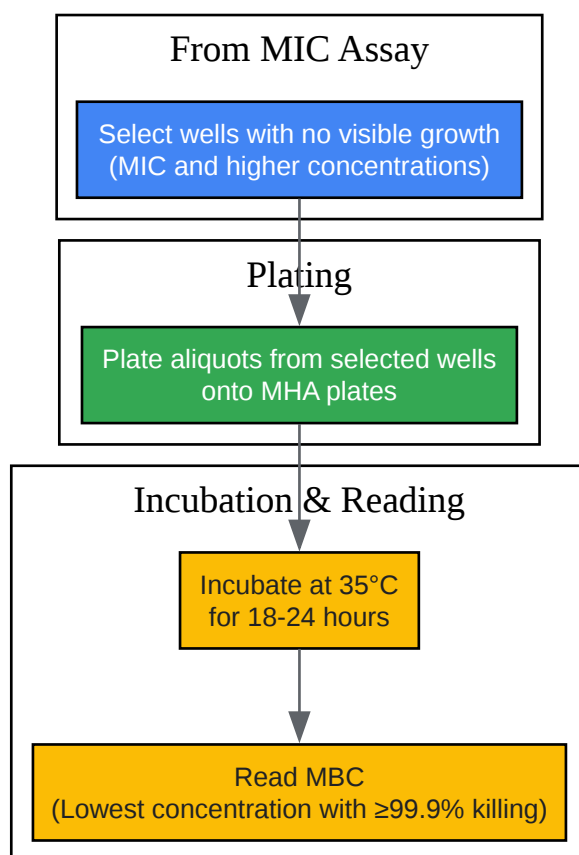 From MIC Assay
Select wells with no visible growth
(MIC and higher concentrations)
Plating
Plate aliquots from selected wells
onto MHA plates
Incubation & Reading
Incubate at 35°C
for 18-24 hours
Read MBC
(Lowest concentration with ≥99.9% killing)